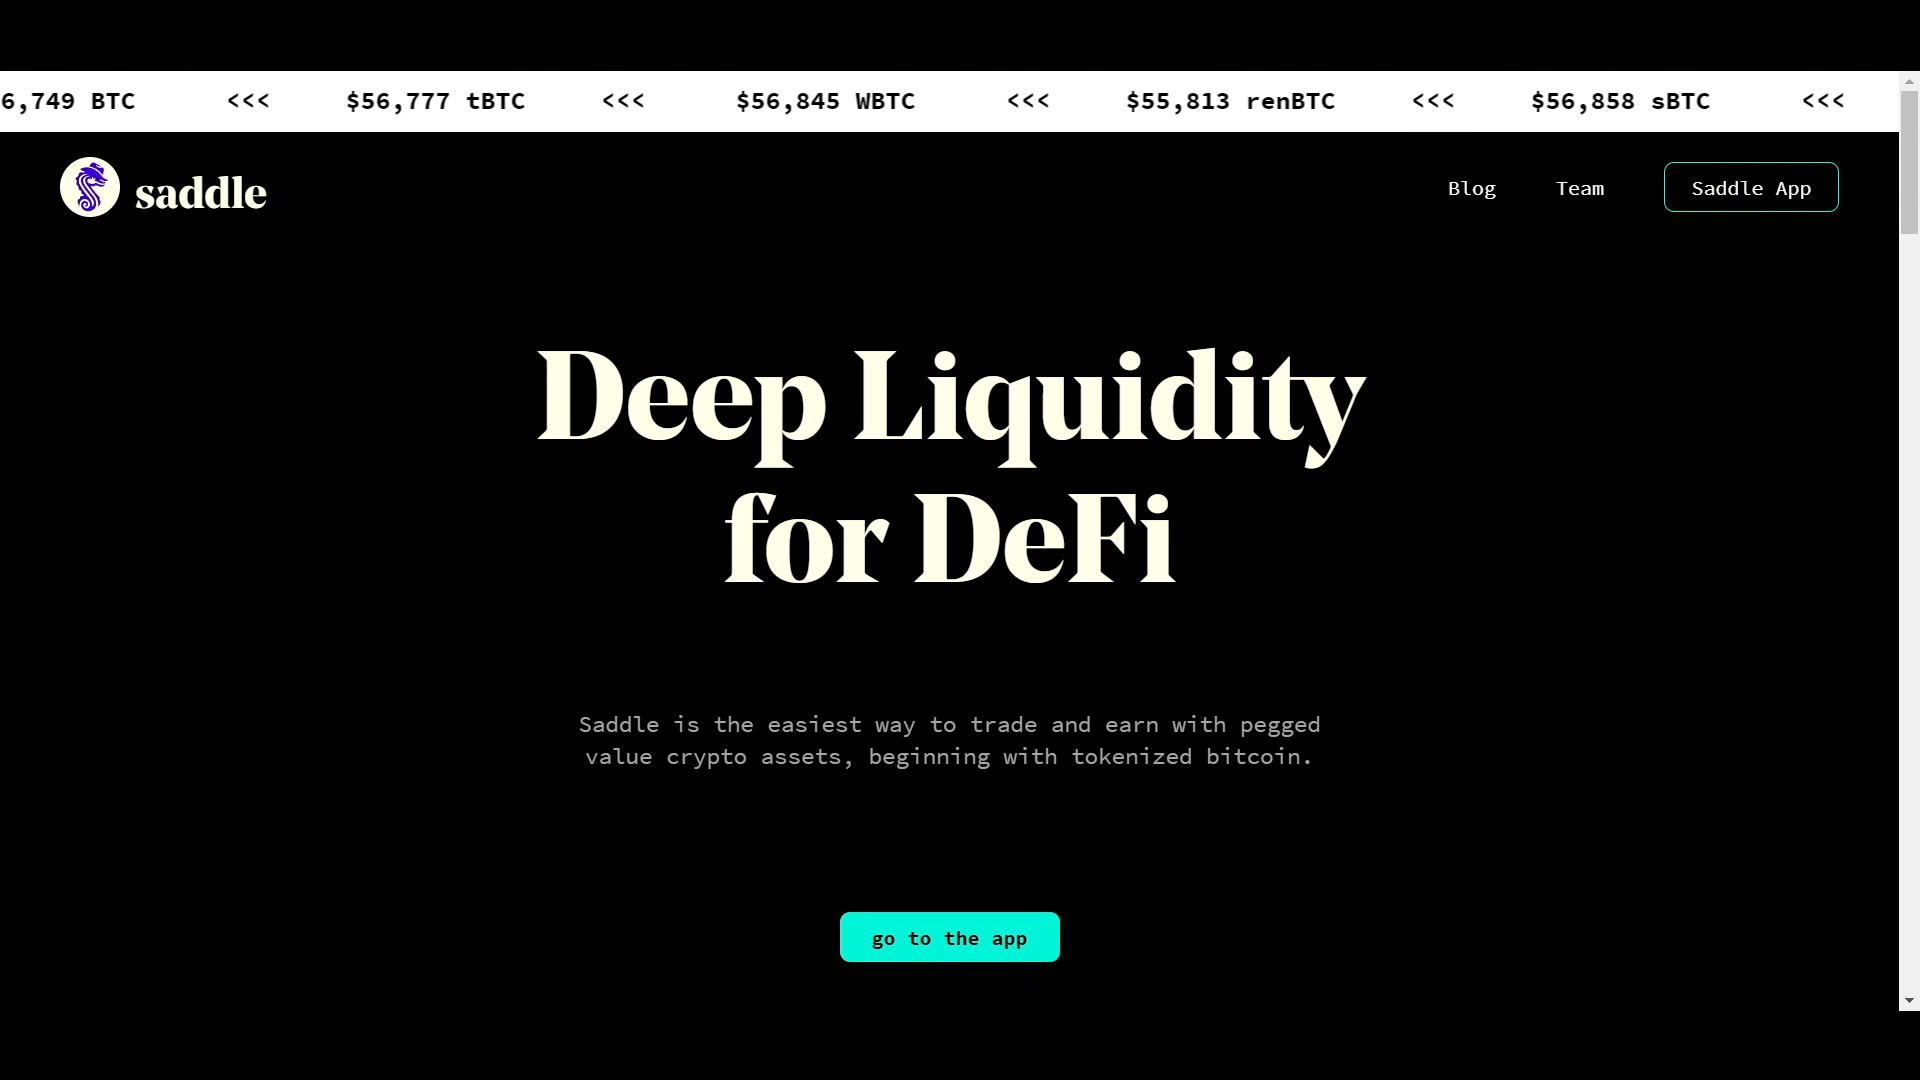 6,749 BTC <<< $56,777 tBTC <<< $56,845 WBTC <<< $55,813 renBTC <<< $56,858 sBTC <<<
saddle Blog Team Saddle App
Deep Liquidity
for DeFi
Saddle is the easiest way to trade and earn with pegged
value crypto assets, beginning with tokenized bitcoin.
go to the app